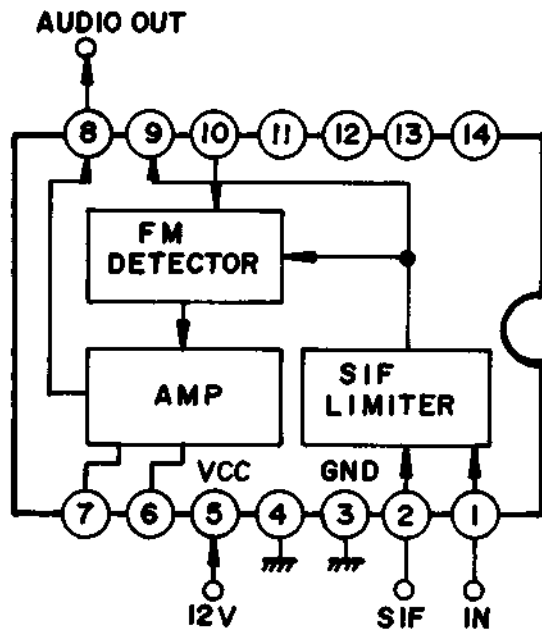 AUDIO OUT
8 9 10 11 12 13 14
FM
DETECTOR
AMP
SIF
LIMITER
VCC
GND
7 6 5 4 3 2 1
12V
SIF
IN